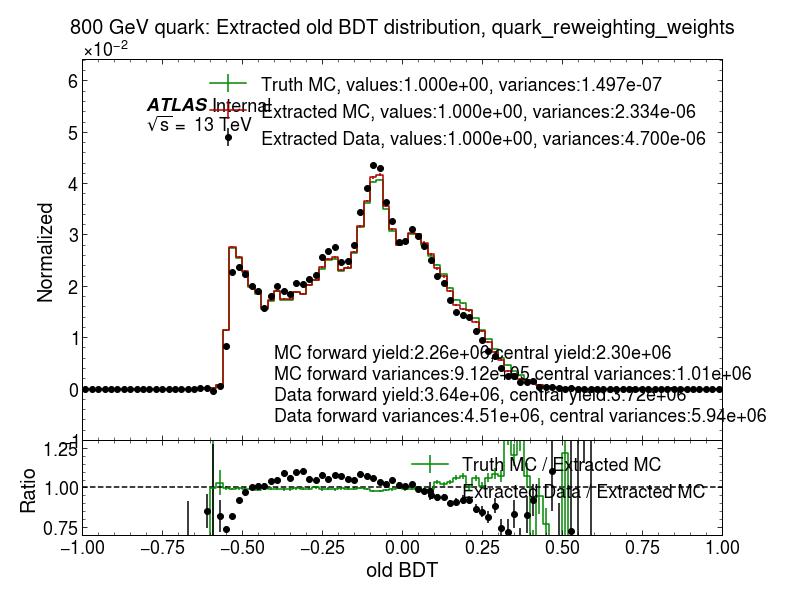 800 GeV quark: Extracted old BDT distribution, quark_reweighting_weights
×10⁻²
Truth MC, values:1.000e+00, variances:1.497e-07
ATLAS Internal
Extracted MC, values:1.000e+00, variances:2.334e-06
√s = 13 TeV
Extracted Data, values:1.000e+00, variances:4.700e-06
6
5
4
3
2
1
0
Normalized
MC forward yield:2.26e+06, central yield:2.30e+06
MC forward variances:9.12e+05, central variances:1.01e+06
Data forward yield:3.64e+06, central yield:3.72e+06
Data forward variances:4.51e+06, central variances:5.94e+06
1.25
1.00
0.75
Ratio
Truth MC / Extracted MC
Extracted Data / Extracted MC
−1.00 −0.75 −0.50 −0.25 0.00 0.25 0.50 0.75 1.00
old BDT